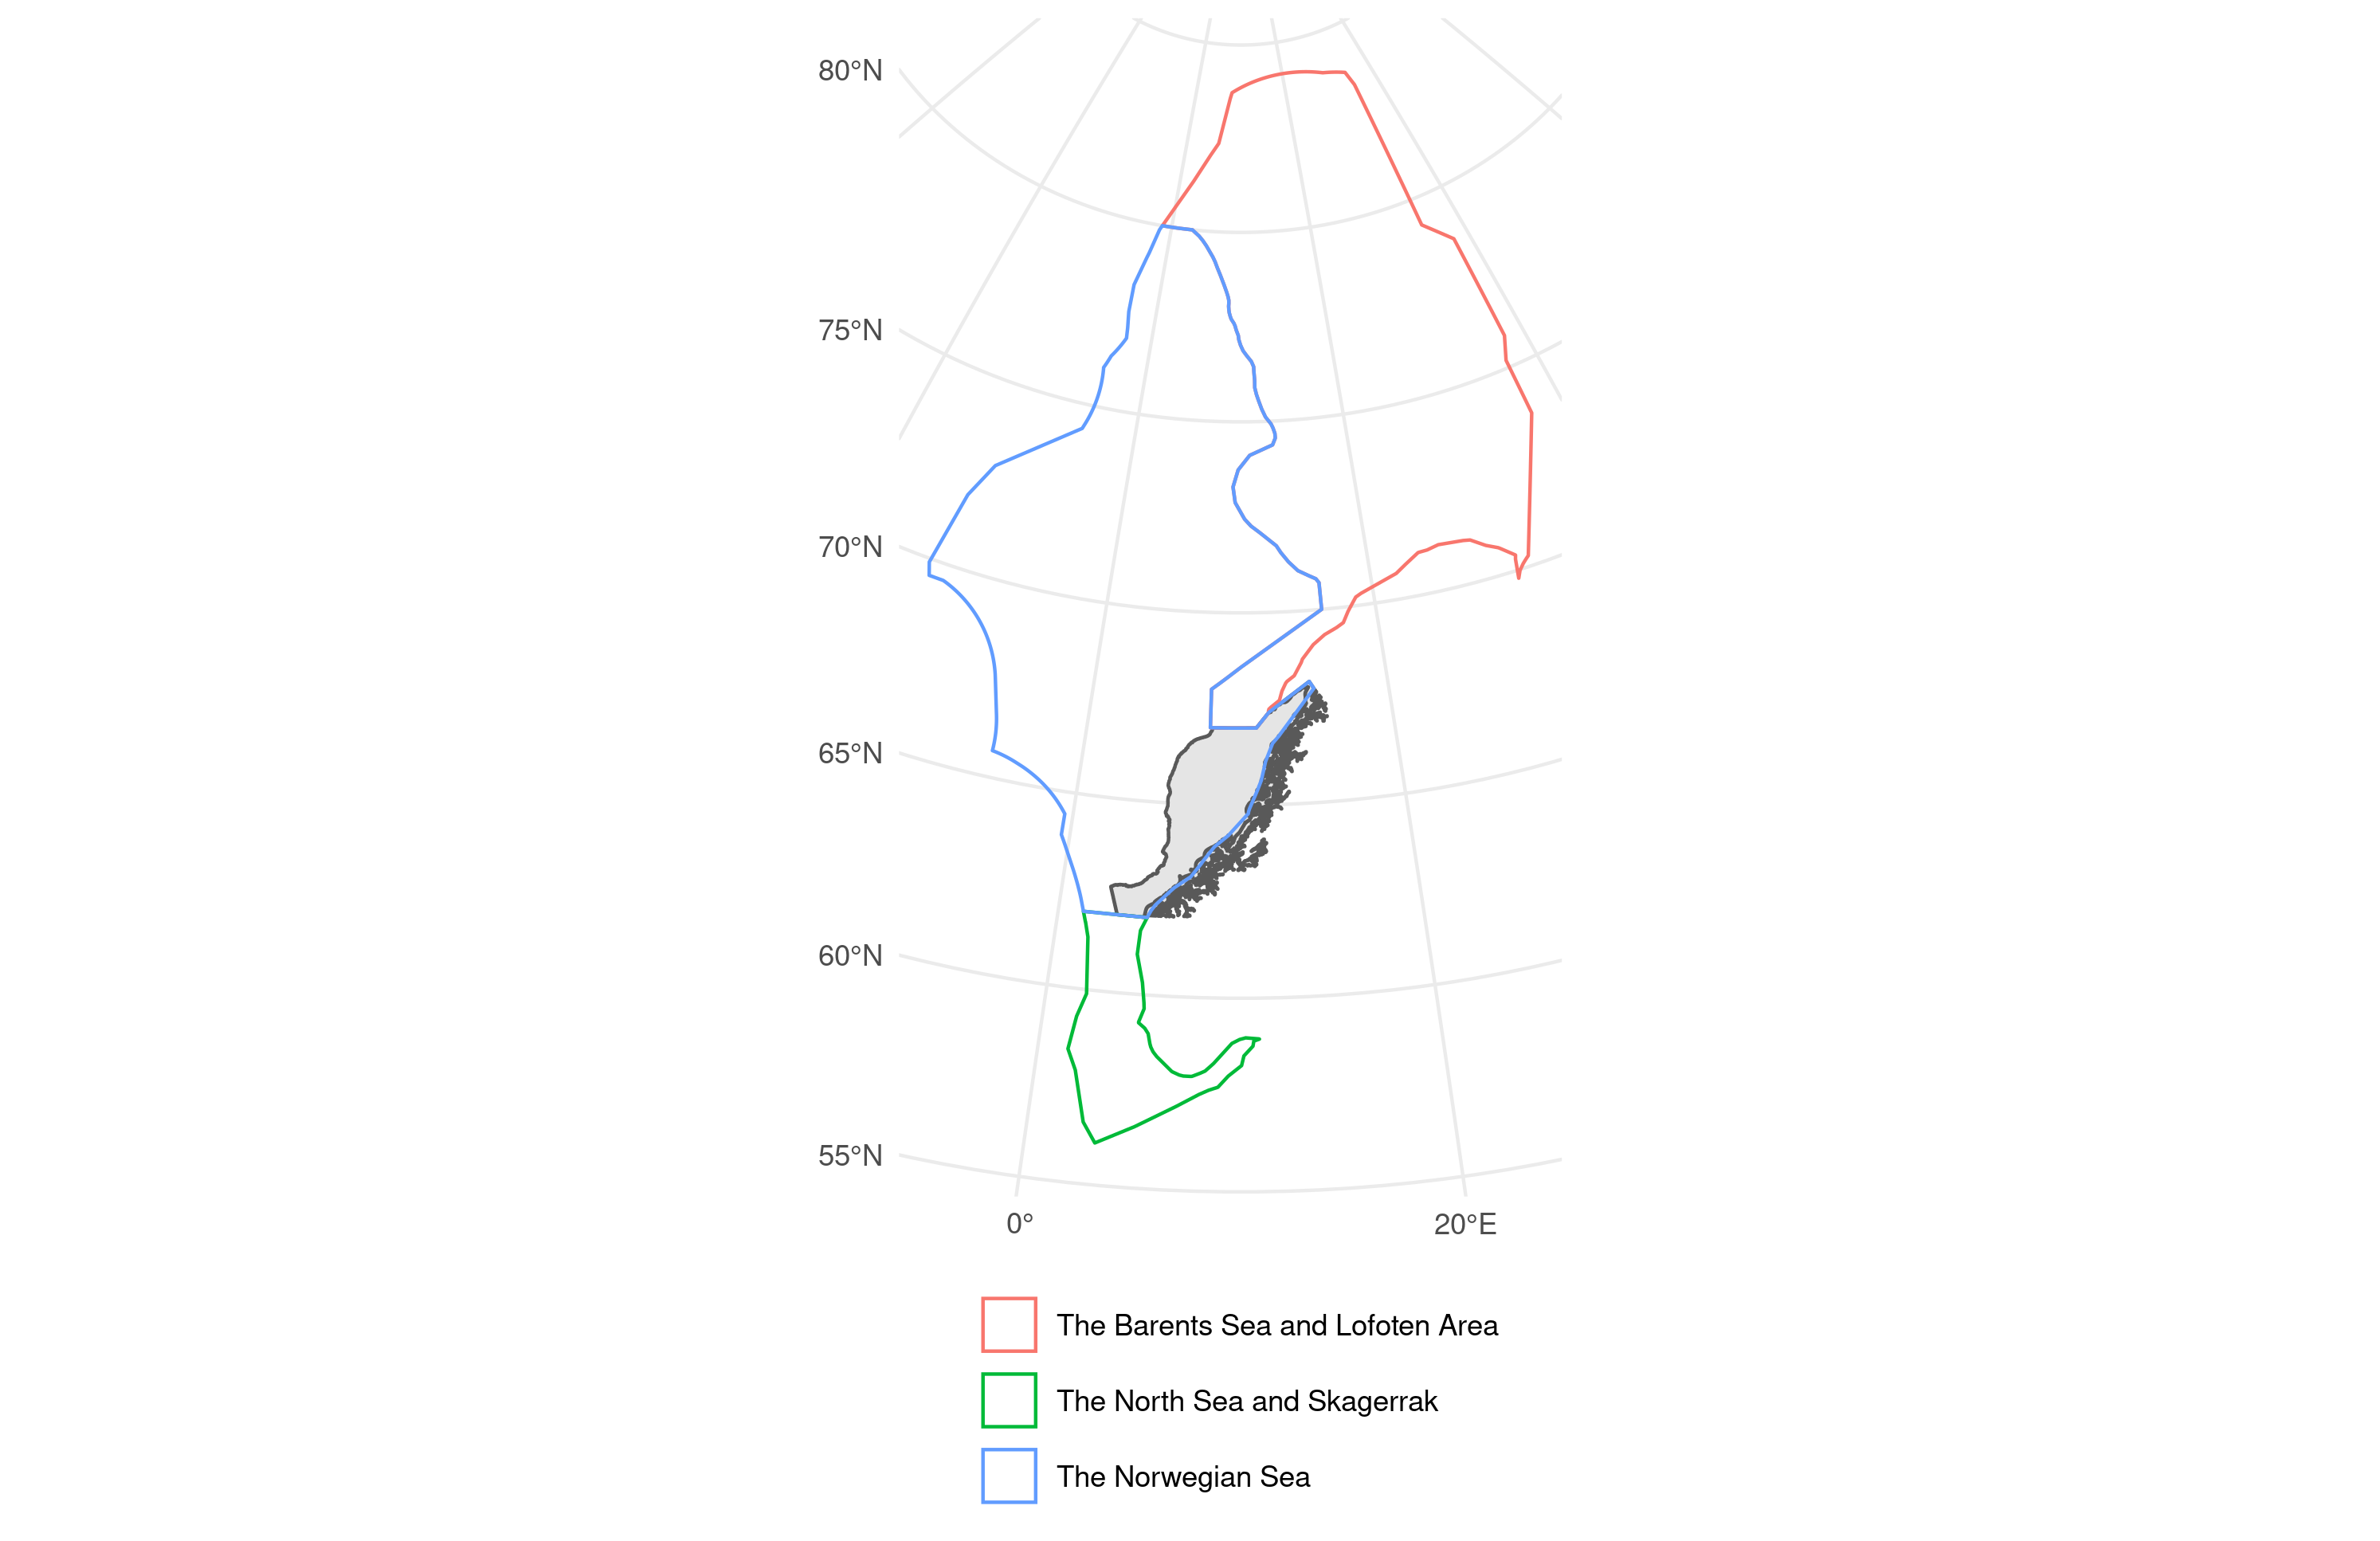 80°N
75°N
70°N
65°N
60°N
55°N
0° 20°E
The Barents Sea and Lofoten Area
The North Sea and Skagerrak
The Norwegian Sea